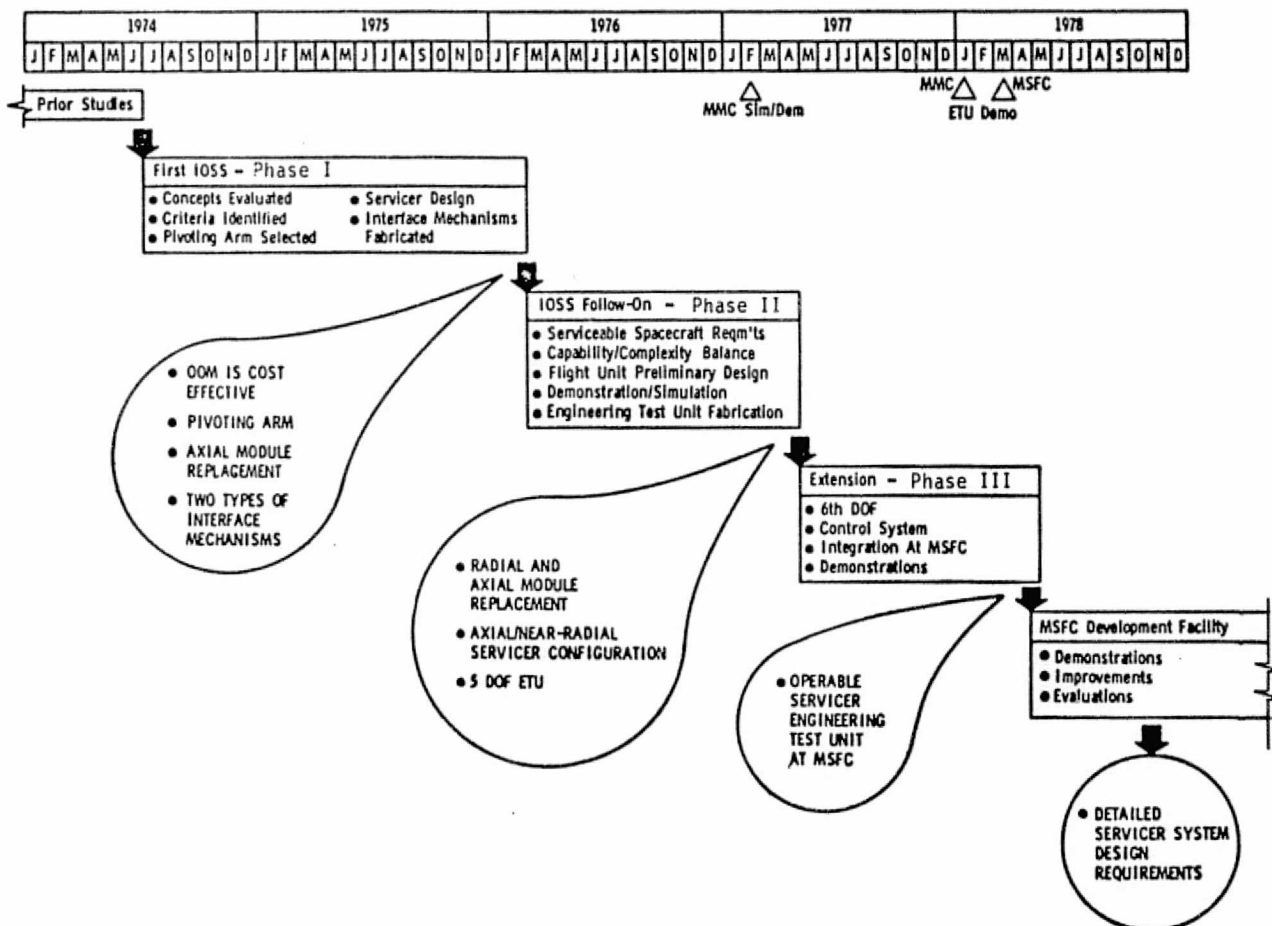 1974 1975 1976 1977 1978
J F M A M J J A S O N D J F M A M J J A S O N D J F M A M J J A S O N D J F M A M J J A S O N D J F M A M J J A S O N D
Prior Studies
MMC Sim/Dem
MMC
MSFC
ETU Demo
First IOSS - Phase I
● Concepts Evaluated
● Criteria Identified
● Pivoting Arm Selected
● Servicer Design
● Interface Mechanisms
Fabricated
IOSS Follow-On - Phase II
● Serviceable Spacecraft Reqm'ts
● Capability/Complexity Balance
● Flight Unit Preliminary Design
● Demonstration/Simulation
● Engineering Test Unit Fabrication
● OOM IS COST
EFFECTIVE
● PIVOTING ARM
● AXIAL MODULE
REPLACEMENT
● TWO TYPES OF
INTERFACE
MECHANISMS
Extension - Phase III
● 6th DOF
● Control System
● Integration At MSFC
● Demonstrations
● RADIAL AND
AXIAL MODULE
REPLACEMENT
● AXIAL/NEAR-RADIAL
SERVICER CONFIGURATION
● 5 DOF ETU
MSFC Development Facility
● Demonstrations
● Improvements
● Evaluations
● OPERABLE
SERVICER
ENGINEERING
TEST UNIT
AT MSFC
● DETAILED
SERVICER SYSTEM
DESIGN
REQUIREMENTS